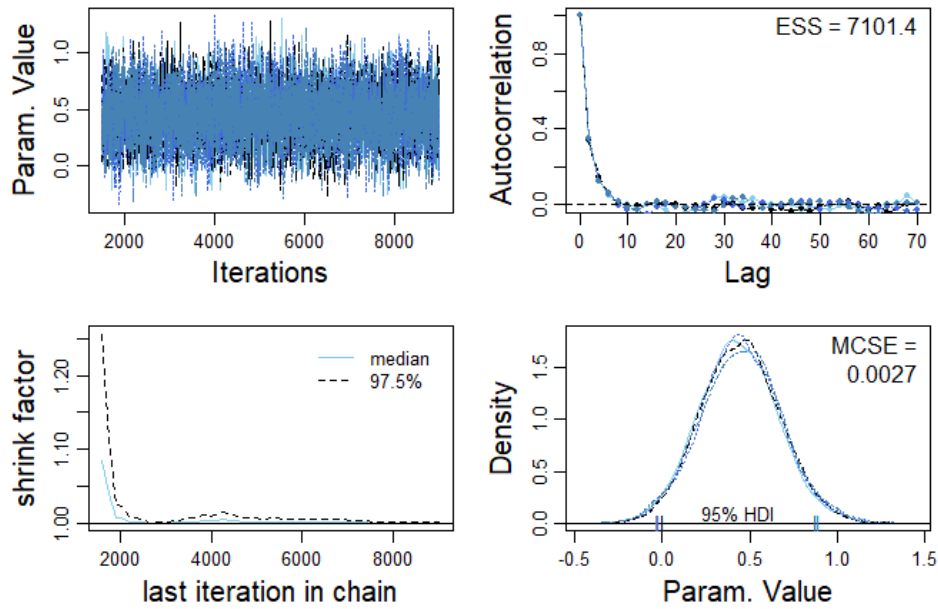 Param. Value
1.0
0.5
0.0
2000 4000 6000 8000
Iterations
Autocorrelation
0.8
0.4
0.0
ESS = 7101.4
0 10 20 30 40 50 60 70
Lag
shrink factor
1.20
1.10
1.00
median
97.5%
2000 4000 6000 8000
last iteration in chain
Density
1.5
1.0
0.5
0.0
MCSE =
0.0027
95% HDI
-0.5 0.0 0.5 1.0 1.5
Param. Value